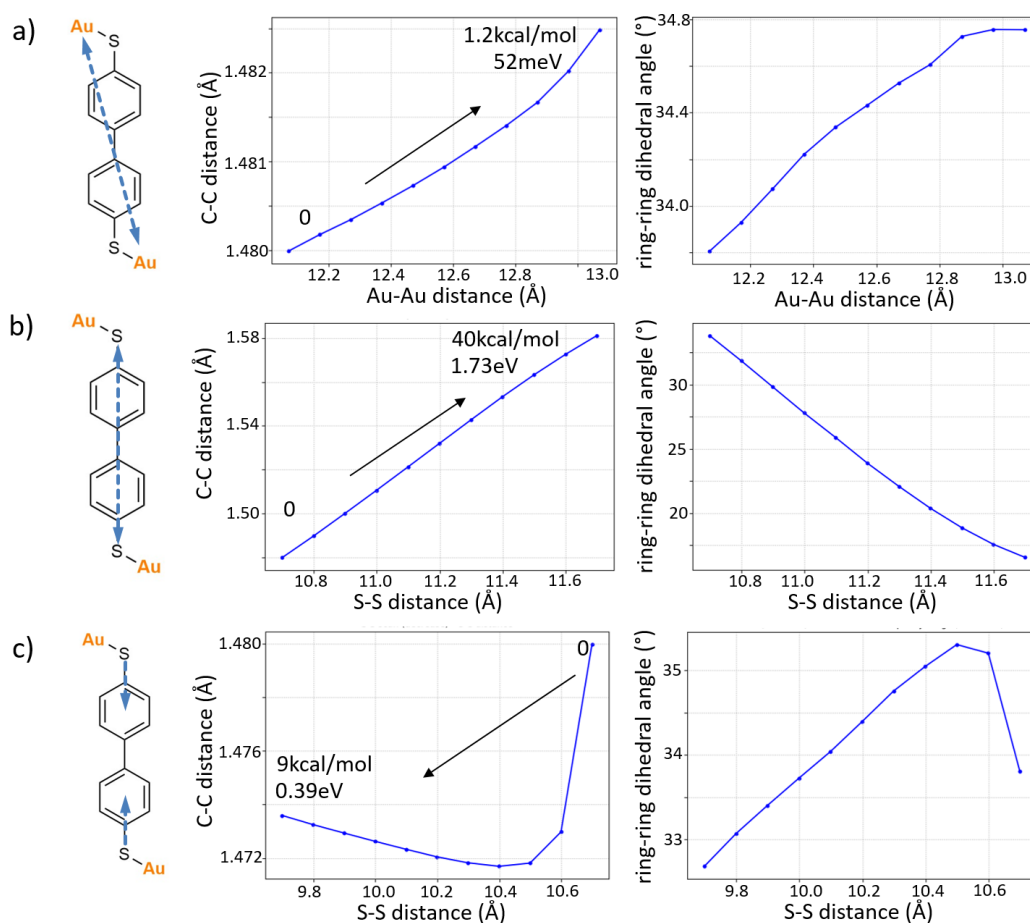 a)
Au
S
S
Au
C-C distance (Å)
1.482
1.481
1.480
0
1.2kcal/mol
52meV
12.2
12.4
12.6
12.8
13.0
Au-Au distance (Å)
ring-ring dihedral angle (°)
34.8
34.4
34.0
12.2
12.4
12.6
12.8
13.0
Au-Au distance (Å)
b)
Au
S
S
Au
C-C distance (Å)
1.58
1.54
1.50
0
40kcal/mol
1.73eV
10.8
11.0
11.2
11.4
11.6
S-S distance (Å)
ring-ring dihedral angle (°)
30
25
20
10.8
11.0
11.2
11.4
11.6
S-S distance (Å)
c)
Au
S
S
Au
C-C distance (Å)
1.480
1.476
1.472
0
9kcal/mol
0.39eV
9.8
10.0
10.2
10.4
10.6
S-S distance (Å)
ring-ring dihedral angle (°)
35
34
33
9.8
10.0
10.2
10.4
10.6
S-S distance (Å)